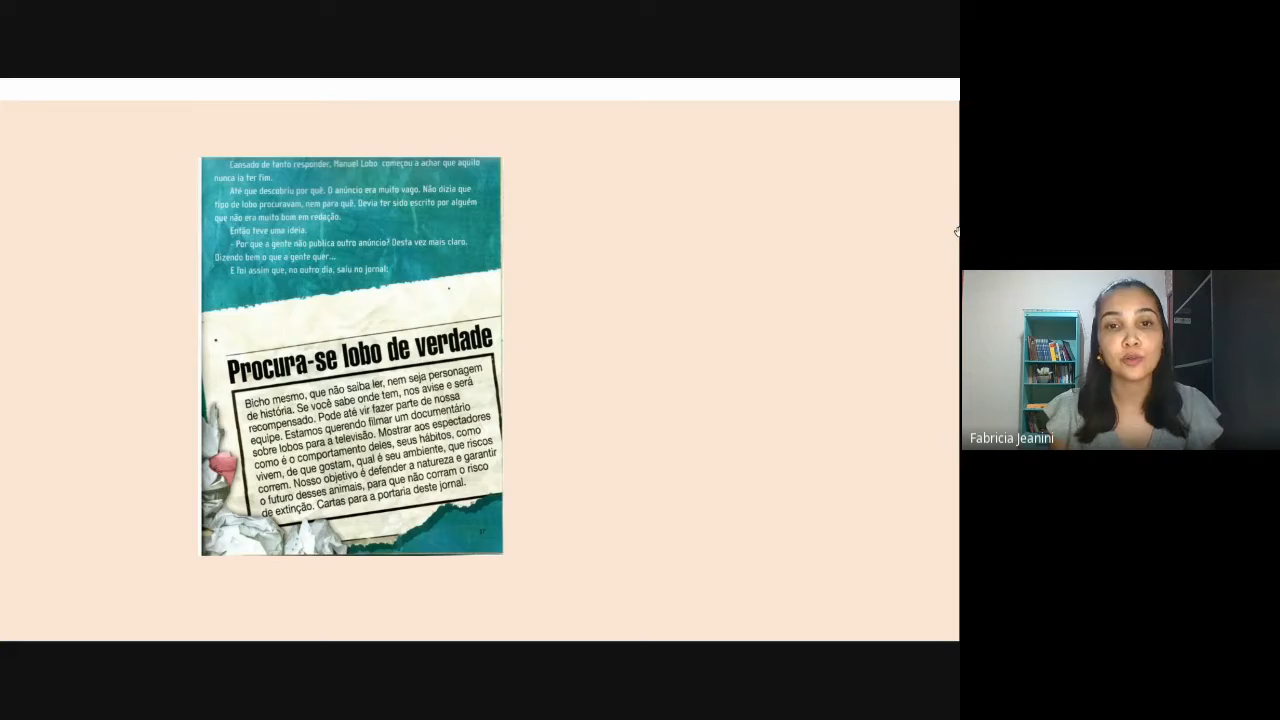 Cansado de tanto responder, Manuel Lobo começou a achar que aquilo
nunca ia ter fim.
Até que descobriu por quê. O anúncio era muito vago. Não dizia que
tipo de lobo procuravam, nem para quê. Devia ter sido escrito por alguém
que não era muito bom em redação.
Então teve uma ideia.
- Por que a gente não publica outro anúncio? Desta vez mais claro.
Dizendo bem o que a gente quer...
E foi assim que, no outro dia, saiu no jornal:
Procura-se lobo de verdade
Bicho mesmo, que não saiba ler, nem seja personagem
de história. Se você sabe onde tem, nos avise e será
recompensado. Pode até vir fazer parte de nossa
equipe. Estamos querendo filmar um documentário
sobre lobos para a televisão. Mostrar aos espectadores
como é o comportamento deles, seus hábitos, como
vivem, de que gostam, qual é seu ambiente, que riscos
correm. Nosso objetivo é defender a natureza e garantir
o futuro desses animais, para que não corram o risco
de extinção. Cartas para a portaria deste jornal.
Fabricia Jeanini